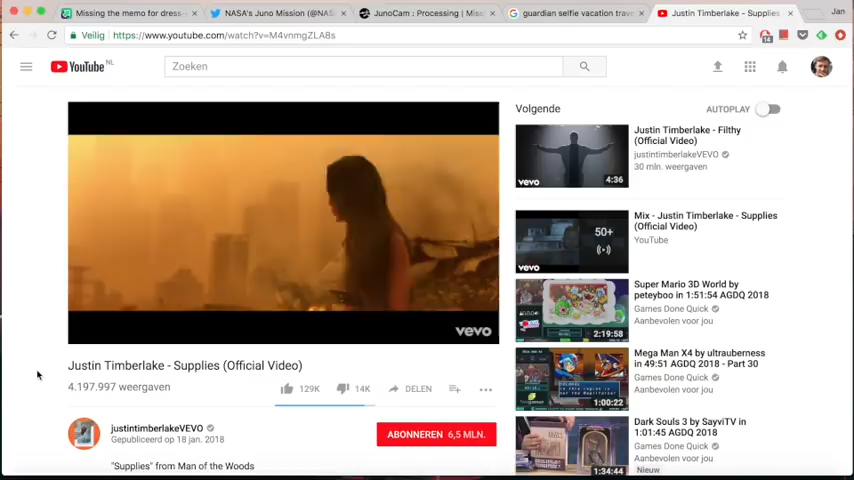 Missing the memo for dress-
NASA's Juno Mission (@NAS
JunoCam : Processing | Miss
guardian selfie vacation trave
Justin Timberlake - Supplies
Jan
Veilig
https://www.youtube.com/watch?v=M4vnmgZLA8s
14
YouTube NL
Zoeken
Volgende
AUTOPLAY
Justin Timberlake - Filthy
(Official Video)
justintimberlakeVEVO
30 mln. weergaven
vevo
4:36
Mix - Justin Timberlake - Supplies
(Official Video)
YouTube
50+
vevo
Super Mario 3D World by
peteyboo in 1:51:54 AGDQ 2018
Games Done Quick
Aanbevolen voor jou
2:19:58
vevo
Mega Man X4 by ultrauberness
in 49:51 AGDQ 2018 - Part 30
Games Done Quick
Aanbevolen voor jou
1:00:22
Justin Timberlake - Supplies (Official Video)
4.197.997 weergaven
129K
14K
DELEN
justintimberlakeVEVO
Gepubliceerd op 18 jan. 2018
ABONNEREN 6,5 MLN.
"Supplies" from Man of the Woods
Dark Souls 3 by SayviTV in
1:01:45 AGDQ 2018
Games Done Quick
Aanbevolen voor jou
Nieuw
1:34:44